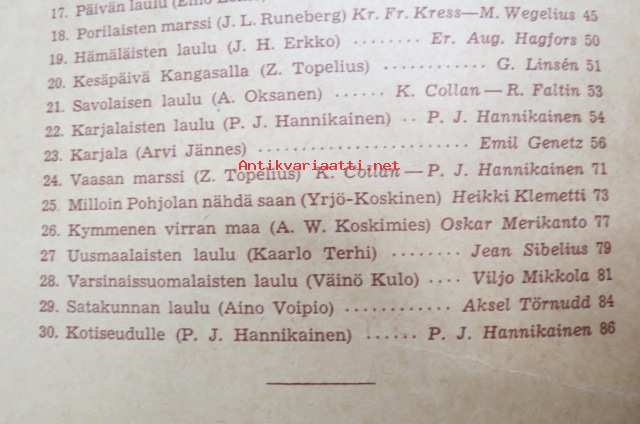 17. Päivän laulu (Eino
18. Porilaisten marssi (J. L. Runeberg) Kr. Fr. Kress—M. Wegelius 45
19. Hämäläisten laulu (J. H. Erkko) ........ Er. Aug. Hagfors 50
20. Kesäpäivä Kangasalla (Z. Topelius) ............ G. Linsén 51
21. Savolaisen laulu (A. Oksanen) ...... K. Collan — R. Faltin 53
22. Karjalaisten laulu (P. J. Hannikainen) .. P. J. Hannikainen 54
23. Karjala (Arvi Jännes) ...................... Emil Genetz 56
Antikvariaatti.net
24. Vaasan marssi (Z. Topelius) K. Collan — P. J. Hannikainen 71
25. Milloin Pohjolan nähdä saan (Yrjö-Koskinen) Heikki Klemetti 73
26. Kymmenen virran maa (A. W. Koskimies) Oskar Merikanto 77
27 Uusmaalaisten laulu (Kaarlo Terhi) ........ Jean Sibelius 79
28. Varsinaissuomalaisten laulu (Väinö Kulo) .... Viljo Mikkola 81
29. Satakunnan laulu (Aino Voipio) ............ Aksel Törnudd 84
30. Kotiseudulle (P. J. Hannikainen) ...... P. J. Hannikainen 86